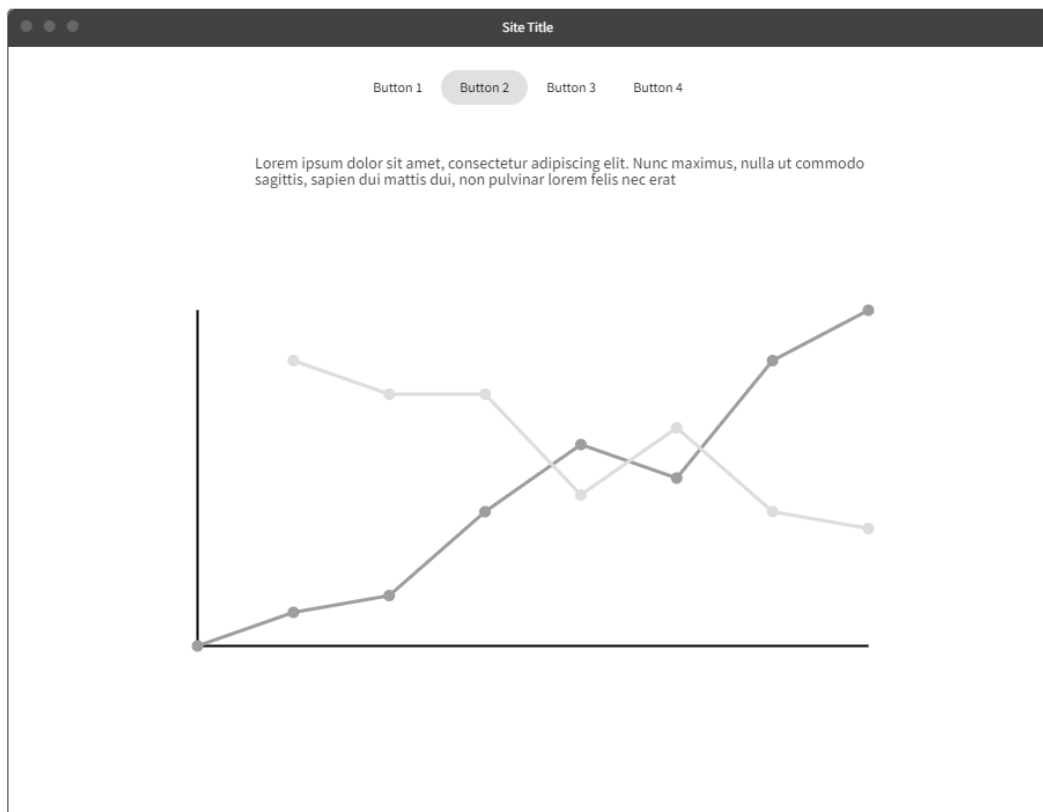 Site Title
Button 1 Button 2 Button 3 Button 4
Lorem ipsum dolor sit amet, consectetur adipiscing elit. Nunc maximus, nulla ut commodo
sagittis, sapien dui mattis dui, non pulvinar lorem felis nec erat